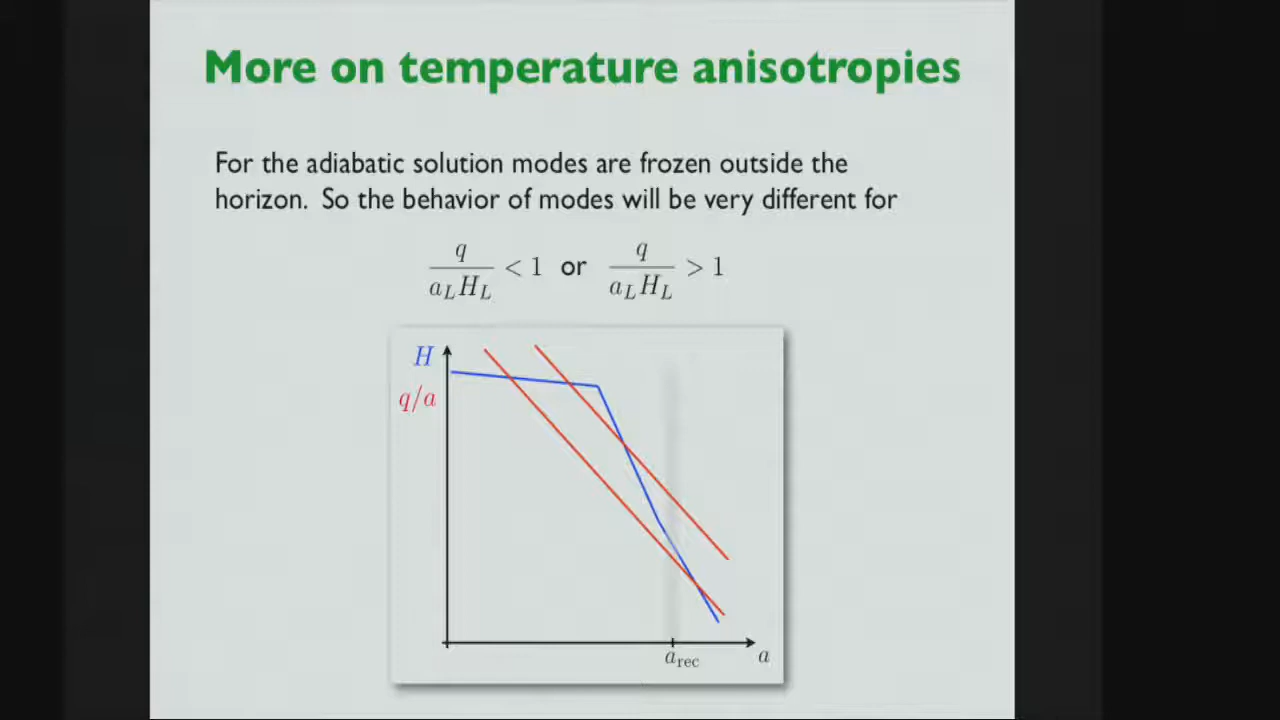 More on temperature anisotropies
For the adiabatic solution modes are frozen outside the
horizon. So the behavior of modes will be very different for
q/(a_L H_L) < 1 or q/(a_L H_L) > 1
H
q/a
a_rec
a